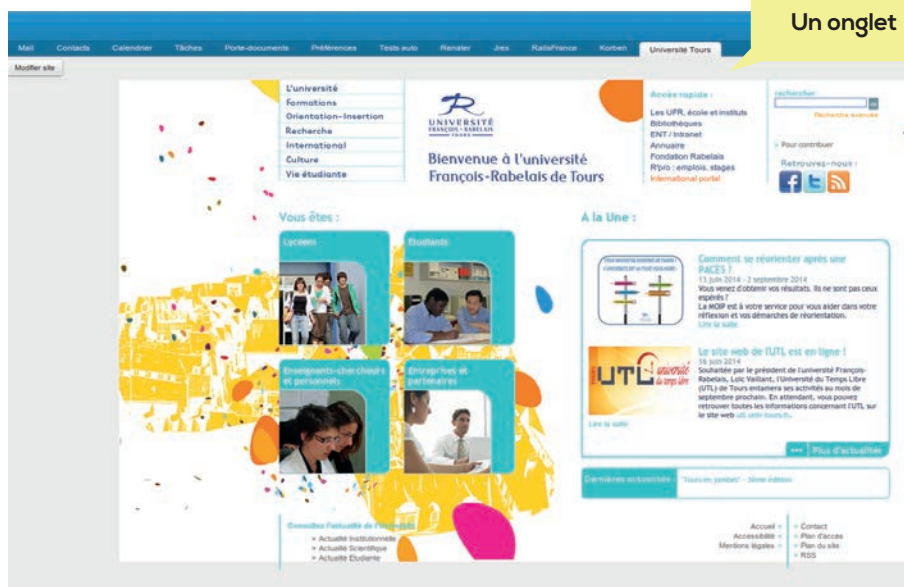 Un onglet
Mail Contacts Calendrier Tâches Porte-documents Préférences Tests auto Renater Jres RailsFrance Korben Université Tours
Modifier site
L'université
Formations
Orientation-Insertion
Recherche
International
Culture
Vie étudiante
UNIVERSITÉ
FRANÇOIS - RABELAIS
TOURS
Bienvenue à l'université
François-Rabelais de Tours
Accès rapide :
Les UFR, école et instituts
Bibliothèques
ENT / Intranet
Annuaire
Fondation Rabelais
R'pro : emplois, stages
International portal
rechercher
ok
Recherche avancée
Pour contribuer
Retrouvez-nous :
Vous êtes :
Lycéens
Etudiants
Enseignants-chercheurs
et personnels
Entreprises et
partenaires
A la Une :
Comment se réorienter après une
PACES ?
13 juin 2014 - 2 septembre 2014
Vous venez d'obtenir vos résultats. Ils ne sont pas ceux
espérés ?
La MOIP est à votre service pour vous aider dans votre
réflexion et vos démarches de réorientation.
Lire la suite
TOURS
UTL université
du temps libre
Le site web de l'UTL est en ligne !
16 juin 2014
Souhaitée par le président de l'université François-
Rabelais, Loïc Vaillant, l'Université du Temps Libre
(UTL) de Tours entamera ses activités au mois de
septembre prochain. En attendant, vous pouvez
retrouver toutes les informations concernant l'UTL sur
le site web utl.univ-tours.fr.
Lire la suite
••• Plus d'actualités
Dernières actualités : "Tours en jambes" - 3ème édition
Consultez l'actualité de l'université
» Actualité Institutionnelle
» Actualité Scientifique
» Actualité Étudiante
Accueil
Accessibilité
Mentions légales
Contact
Plan d'accès
Plan du site
RSS